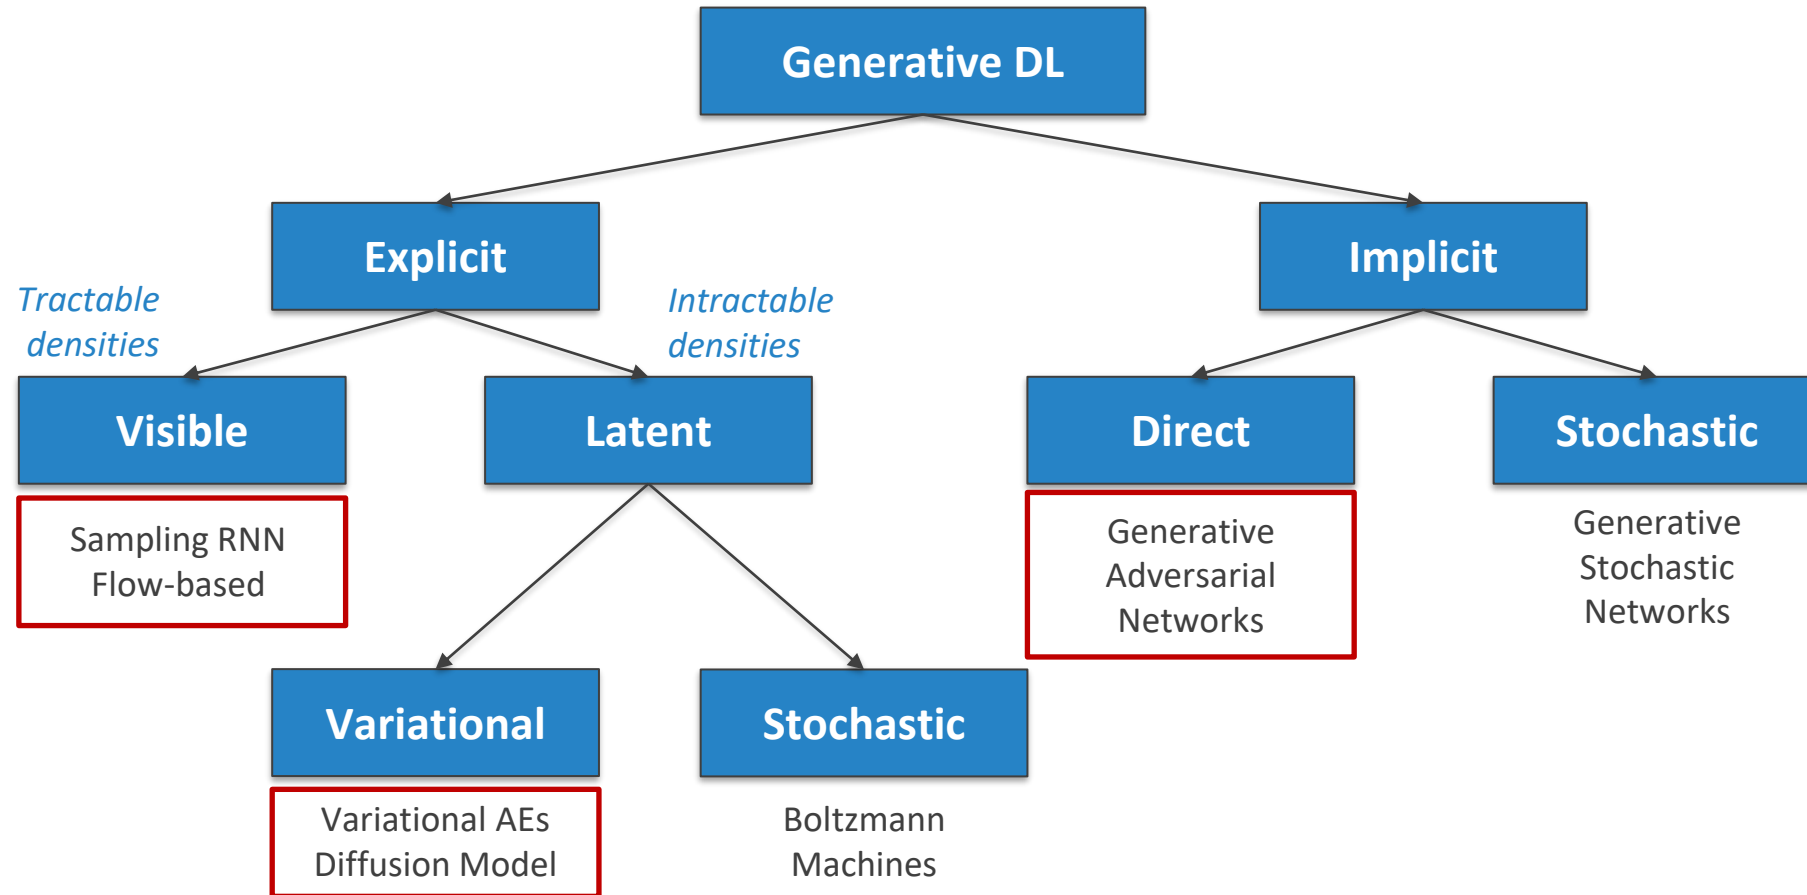 Generative DL
Explicit
Implicit
Tractable
densities
Intractable
densities
Visible
Latent
Direct
Stochastic
Sampling RNN
Flow-based
Generative
Adversarial
Networks
Generative
Stochastic
Networks
Variational
Stochastic
Variational AEs
Diffusion Model
Boltzmann
Machines